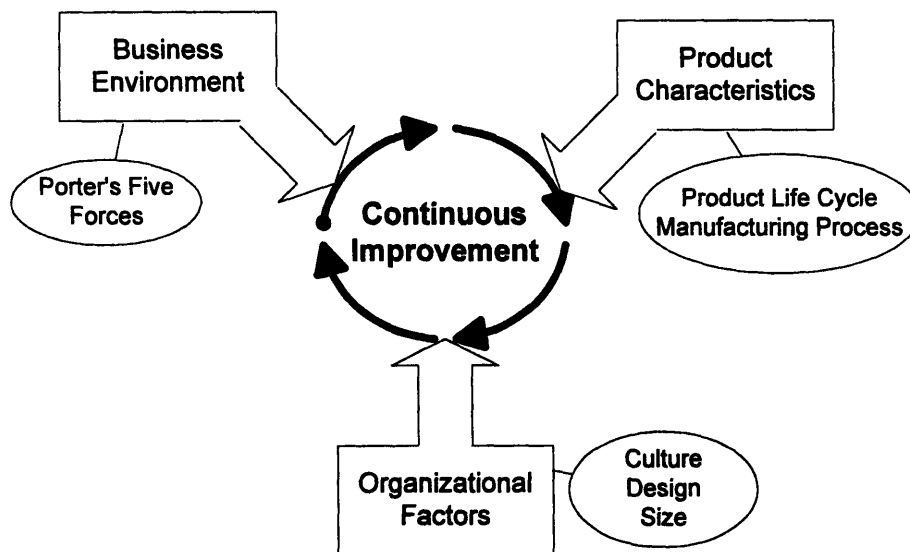 Business
Environment
Product
Characteristics
Porter's Five
Forces
Continuous
Improvement
Product Life Cycle
Manufacturing Process
Organizational
Factors
Culture
Design
Size